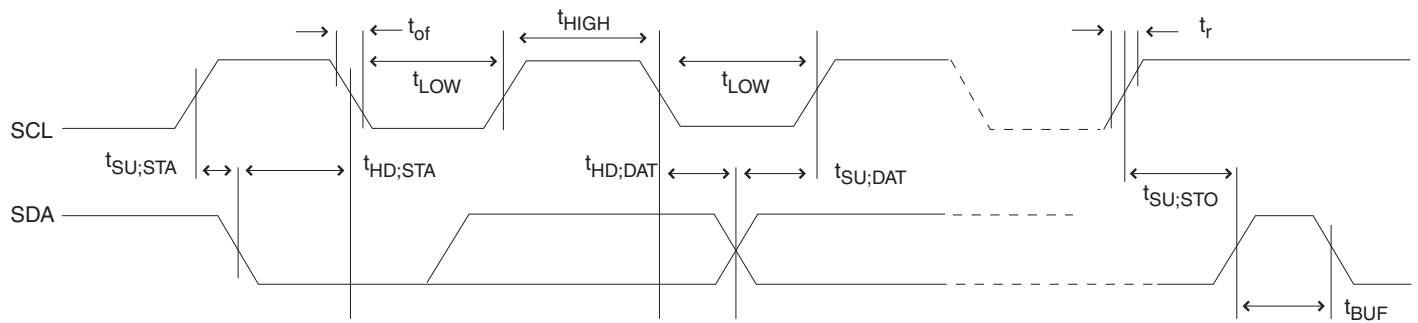 t_of
t_HIGH
t_r
t_LOW
t_LOW
SCL
t_SU;STA
t_HD;STA
t_HD;DAT
t_SU;DAT
t_SU;STO
SDA
t_BUF